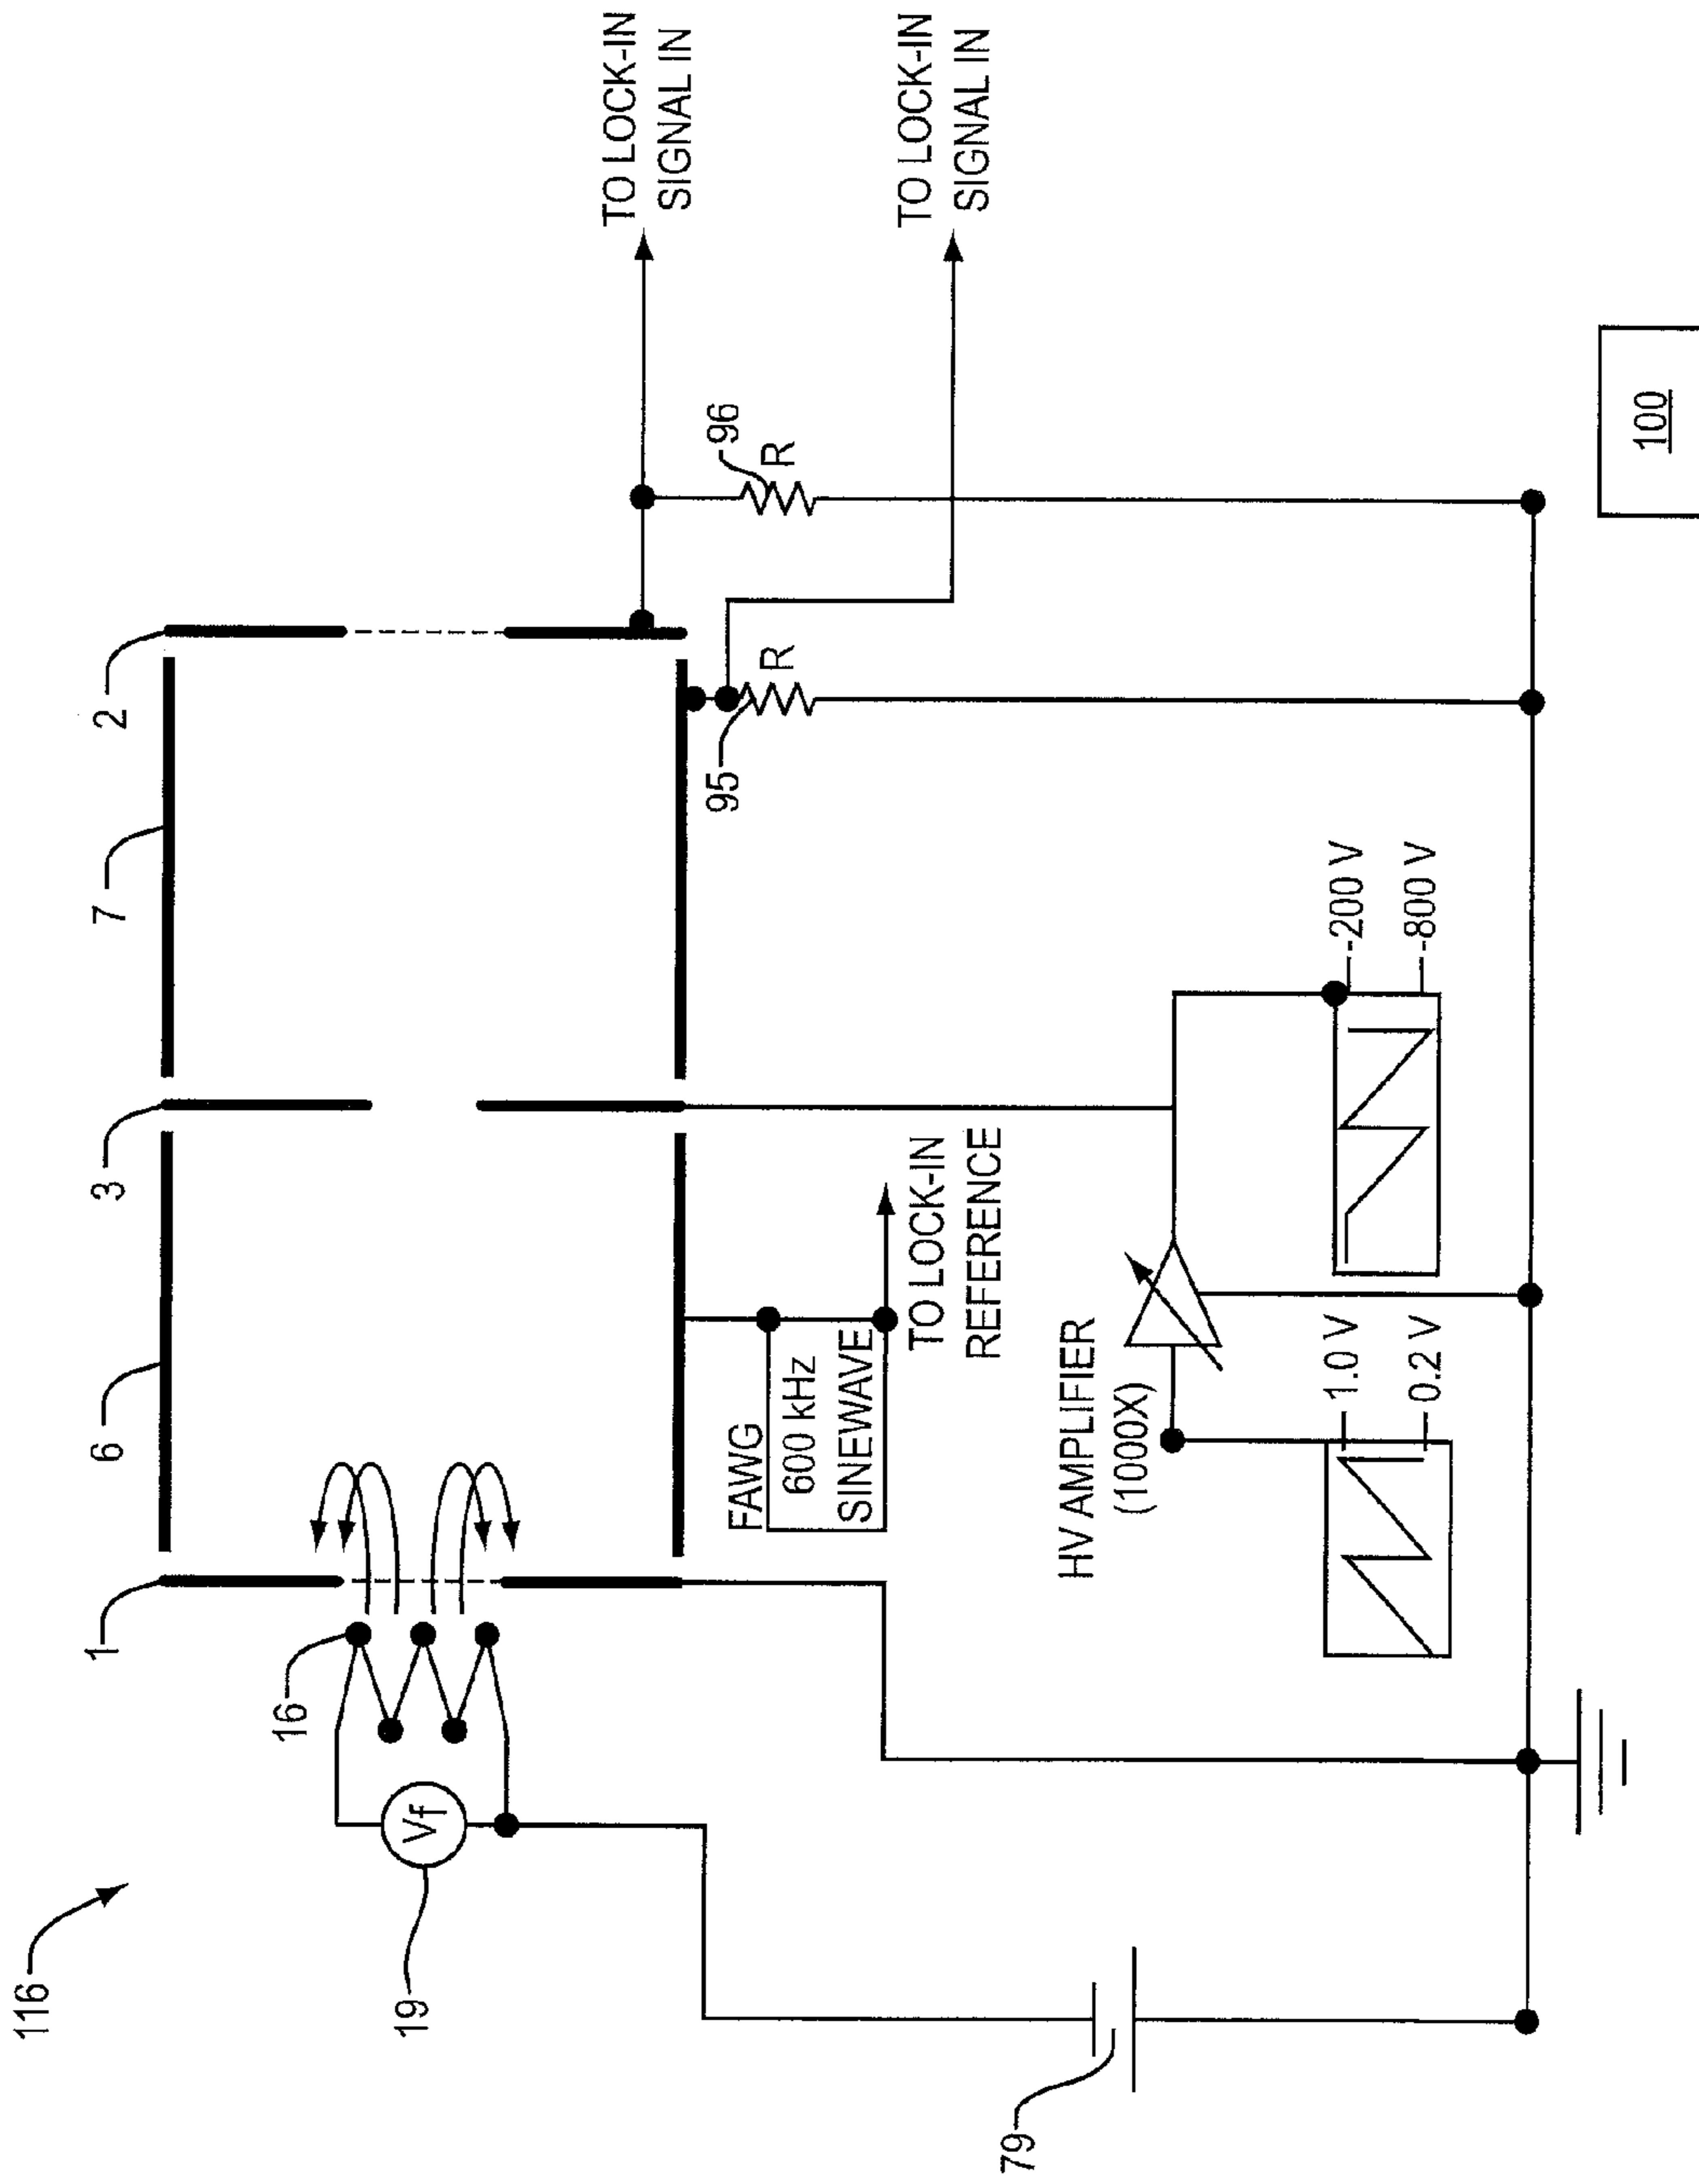 116
19
16
1
6
3
7
2
Vf
79
FAWG
600 kHz
SINEWAVE
TO LOCK-IN
REFERENCE
HV AMPLIFIER
(1000X)
1.0 V
0.2 V
-200 V
-800 V
95
R
96
R
TO LOCK-IN
SIGNAL IN
TO LOCK-IN
SIGNAL IN
100